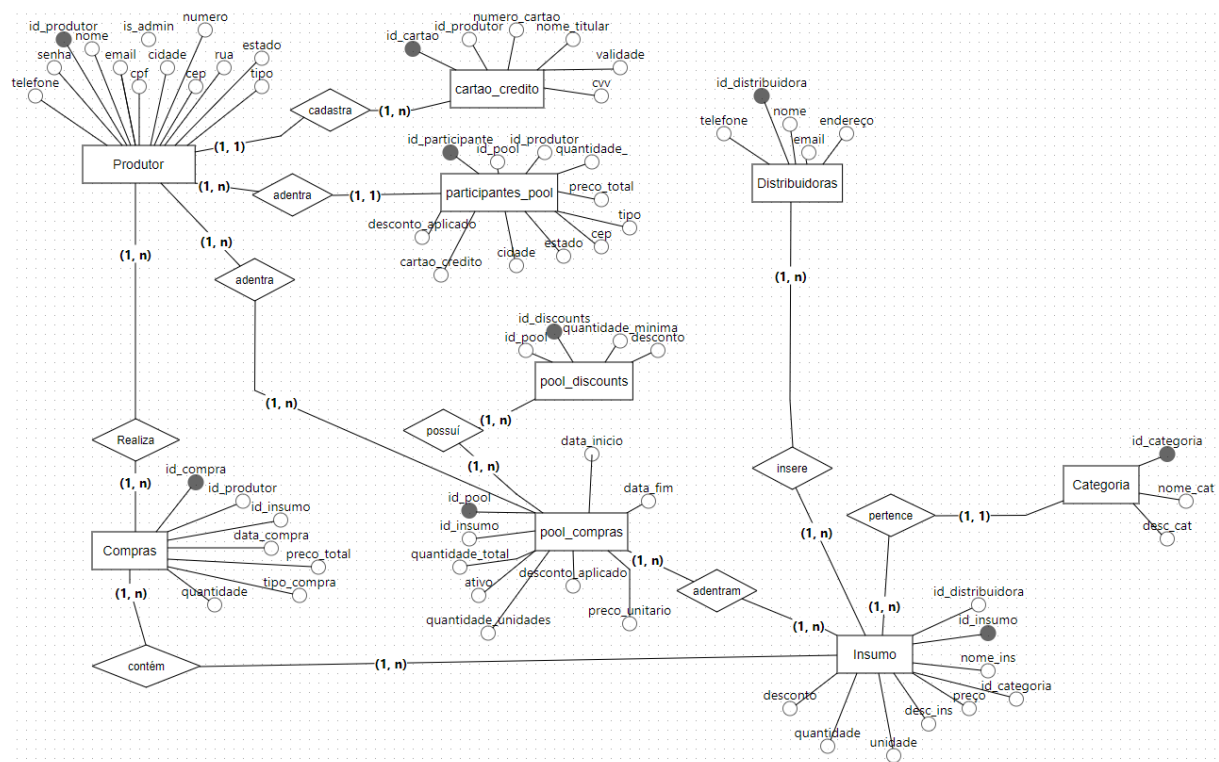 numero
id_produtor
is_admin
nome
senha
email
cidade
estado
telefone
cpf
cep
rua
tipo
Produtor
numero_cartao
id_produtor
nome_titular
id_cartao
validade
cartao_credito
cvv
cadastra
(1, n)
(1, 1)
id_participante
id_produtor
id_pool
quantidade_
preco_total
participantes_pool
tipo
desconto_aplicado
cep
estado
cidade
cartao_credito
(1, n)
adentra
(1, 1)
(1, n)
adentra
(1, n)
id_distribuidora
nome
telefone
endereço
email
Distribuidoras
(1, n)
(1, n)
id_discounts
quantidade_minima
id_pool
desconto
pool_discounts
possui
(1, n)
(1, n)
Realiza
(1, n)
id_compra
id_produtor
id_insumo
data_compra
preco_total
tipo_compra
quantidade
Compras
(1, n)
contém
(1, n)
data_inicio
data_fim
id_pool
id_insumo
pool_compras
quantidade_total
ativo
desconto_aplicado
quantidade_unidades
preco_unitario
(1, n)
adentram
(1, n)
insere
(1, n)
id_categoria
Categoria
nome_cat
desc_cat
pertence
(1, 1)
(1, n)
id_distribuidora
id_insumo
Insumo
nome_ins
id_categoria
preço
desconto
desc_ins
quantidade
unidade